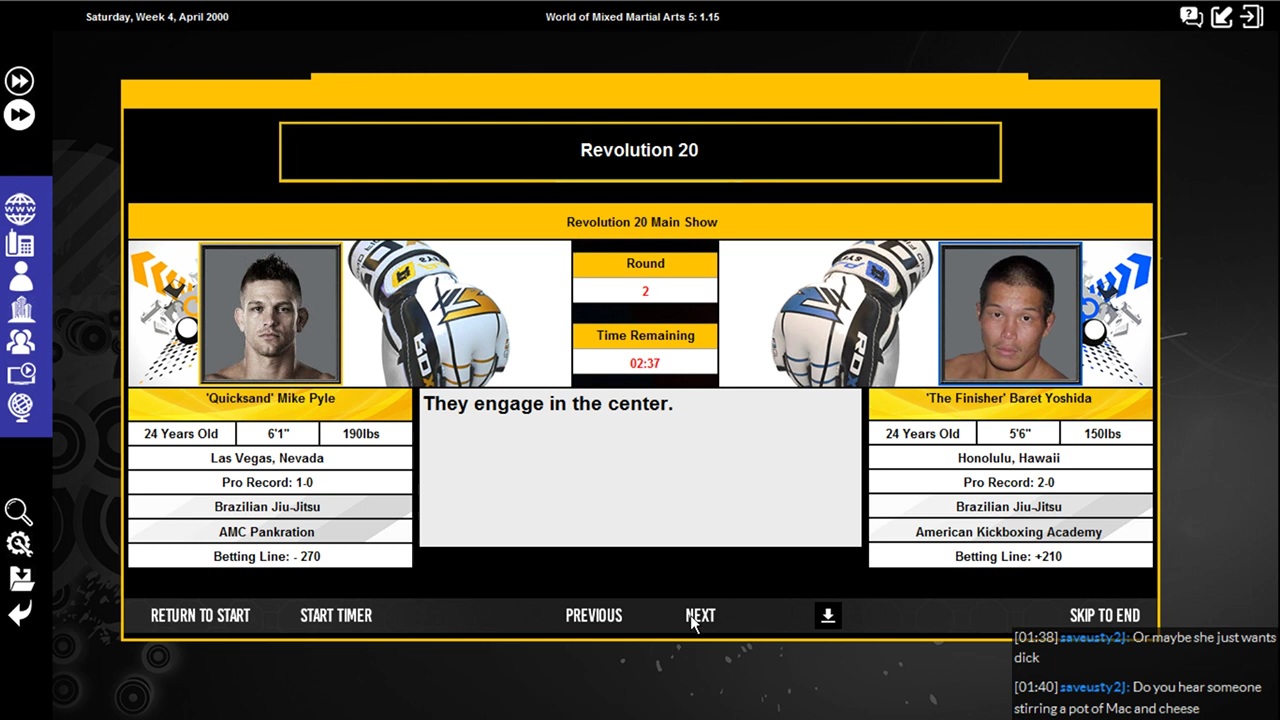 Saturday, Week 4, April 2000
World of Mixed Martial Arts 5: 1.15
Revolution 20
Revolution 20 Main Show
Round
2
Time Remaining
02:37
RDX
RDX
'Quicksand' Mike Pyle
24 Years Old
6'1"
190lbs
Las Vegas, Nevada
Pro Record: 1-0
Brazilian Jiu-Jitsu
AMC Pankration
Betting Line: - 270
They engage in the center.
'The Finisher' Baret Yoshida
24 Years Old
5'6"
150lbs
Honolulu, Hawaii
Pro Record: 2-0
Brazilian Jiu-Jitsu
American Kickboxing Academy
Betting Line: +210
RETURN TO START
START TIMER
PREVIOUS
NEXT
SKIP TO END
[01:38] saveusty2J: Or maybe she just wants
dick
[01:40] saveusty2J: Do you hear someone
stirring a pot of Mac and cheese
WWW